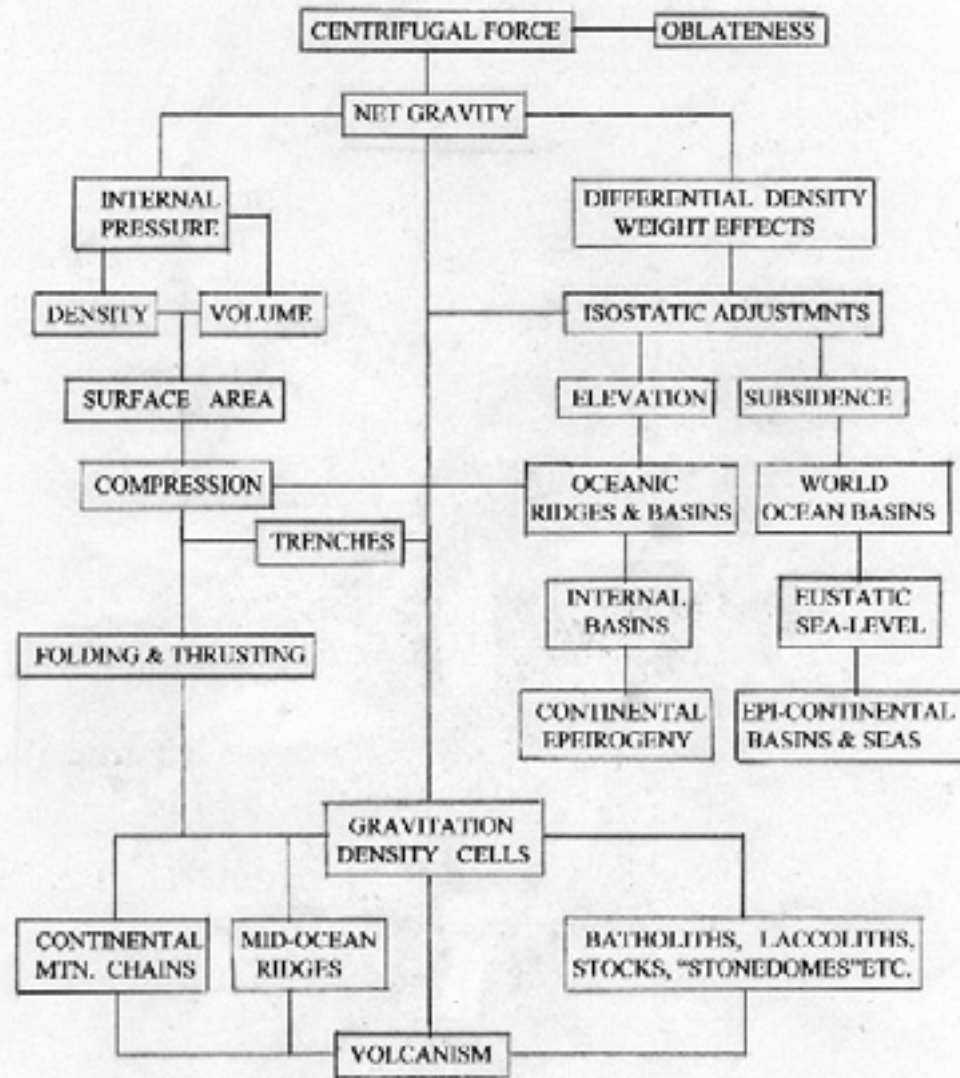 CENTRIFUGAL FORCE
OBLATENESS
NET GRAVITY
INTERNAL
PRESSURE
DIFFERENTIAL DENSITY
WEIGHT EFFECTS
DENSITY
VOLUME
ISOSTATIC ADJUSTMNTS
SURFACE AREA
ELEVATION
SUBSIDENCE
COMPRESSION
OCEANIC
RIDGES & BASINS
WORLD
OCEAN BASINS
TRENCHES
INTERNAL
BASINS
EUSTATIC
SEA-LEVEL
FOLDING & THRUSTING
CONTINENTAL
EPEIROGENY
EPI-CONTINENTAL
BASINS & SEAS
GRAVITATION
DENSITY CELLS
CONTINENTAL
MTN. CHAINS
MID-OCEAN
RIDGES
BATHOLITHS, LACCOLITHS,
STOCKS, "STONEDOMES"ETC.
VOLCANISM